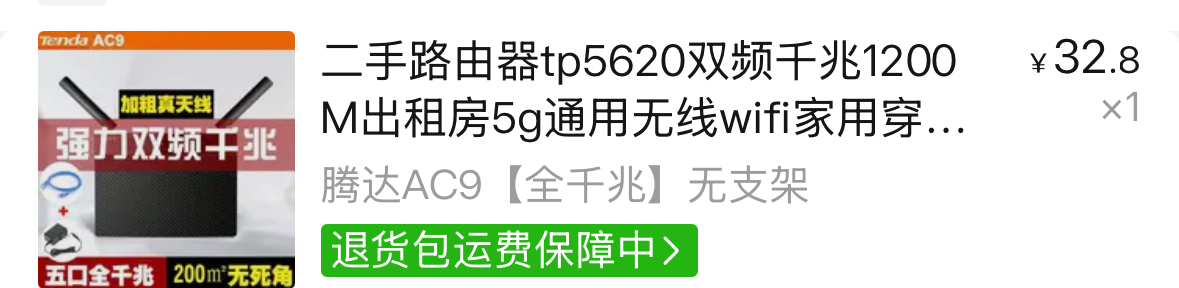 Tenda AC9
加粗真天线
强力双频千兆
五口全千兆
200㎡无死角
二手路由器tp5620双频千兆1200
M出租房5g通用无线wifi家用穿...
¥32.8
×1
腾达AC9【全千兆】无支架
退货包运费保障中>